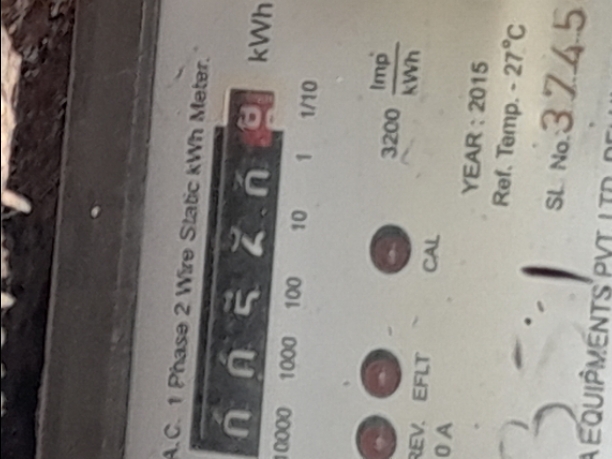 A.C. 1 Phase 2 Wire Static kWh Meter.
kWh
10000 1000 100 10 1 1/10
3200 Imp/kWh
REV. EFLT CAL
0 A
YEAR : 2015
Ref. Temp. - 27°C
SL. No. 3745
A EQUIPMENTS PVT LTD